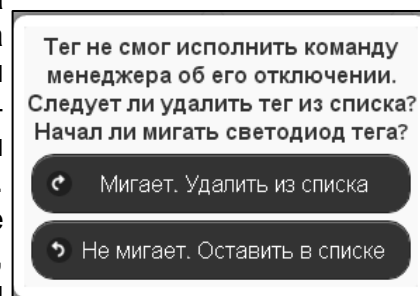 Тег не смог исполнить команду
менеджера об его отключении.
Следует ли удалить тег из списка?
Начал ли мигать светодиод тега?
Мигает. Удалить из списка
Не мигает. Оставить в списке